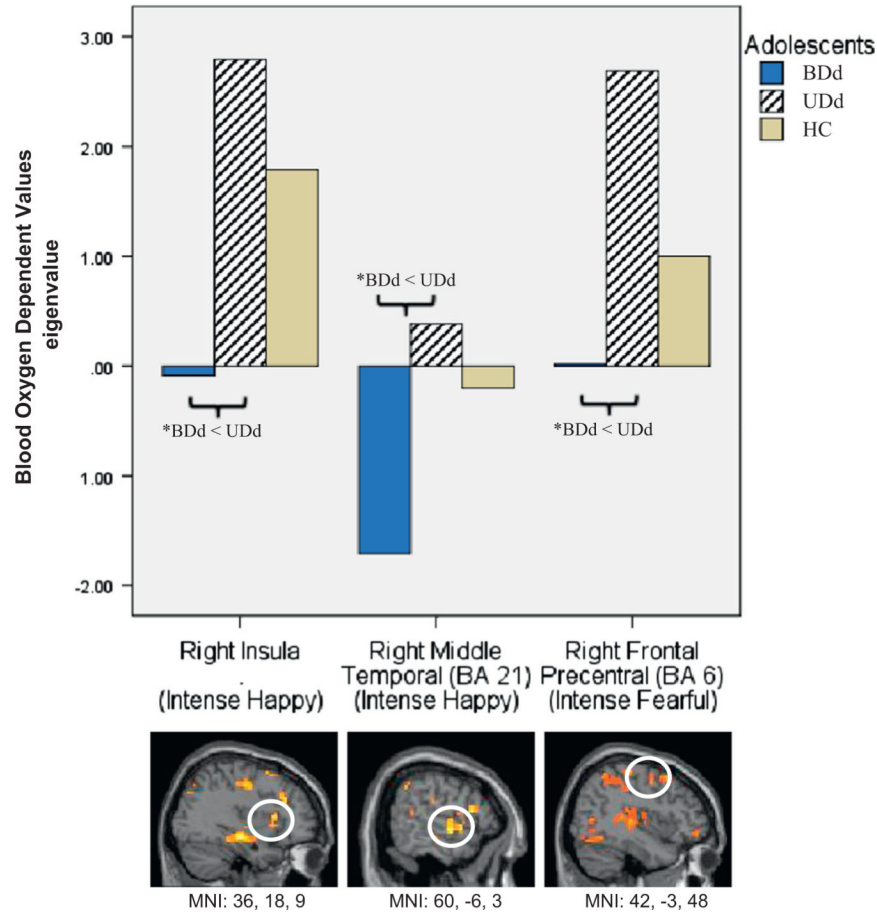 3.00
2.00
1.00
.00
1.00
-2.00
Blood Oxygen Dependent Values
eigenvalue
Adolescents
BDd
UDd
HC
*BDd < UDd
*BDd < UDd
*BDd < UDd
Right Insula
.
(Intense Happy)
Right Middle
Temporal (BA 21)
(Intense Happy)
Right Frontal
Precentral (BA 6)
(Intense Fearful)
MNI: 36, 18, 9
MNI: 60, -6, 3
MNI: 42, -3, 48